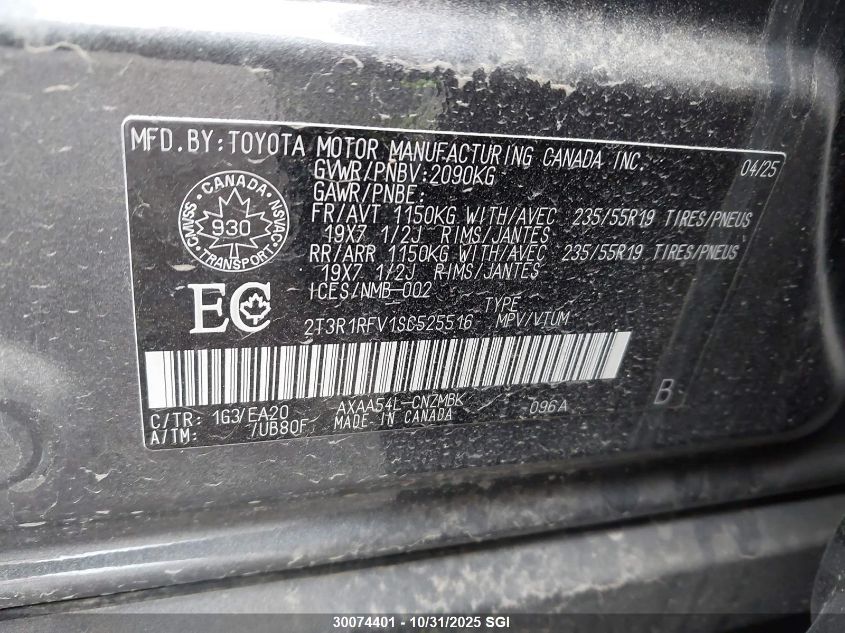 MFD.BY:TOYOTA MOTOR MANUFACTURING CANADA INC. 04/25
GVWR/PNBV:2090KG
GAWR/PNBE:
FR/AVT 1150KG WITH/AVEC 235/55R19 TIRES/PNEUS
19X7 1/2J RIMS/JANTES
RR/ARR 1150KG WITH/AVEC 235/55R19 TIRES/PNEUS
19X7 1/2J RIMS/JANTES
ICES/NMB-002
CANADA
CMVSS
NSVAC
930
TRANSPORT
EC
TYPE
2T3R1RFV1SC525516 MPV/VTUM
B
C/TR: 1G3/EA20 AXAA54L-CNZMBK 096A
A/TM: /UB80F MADE IN CANADA
30074401 - 10/31/2025 SGI